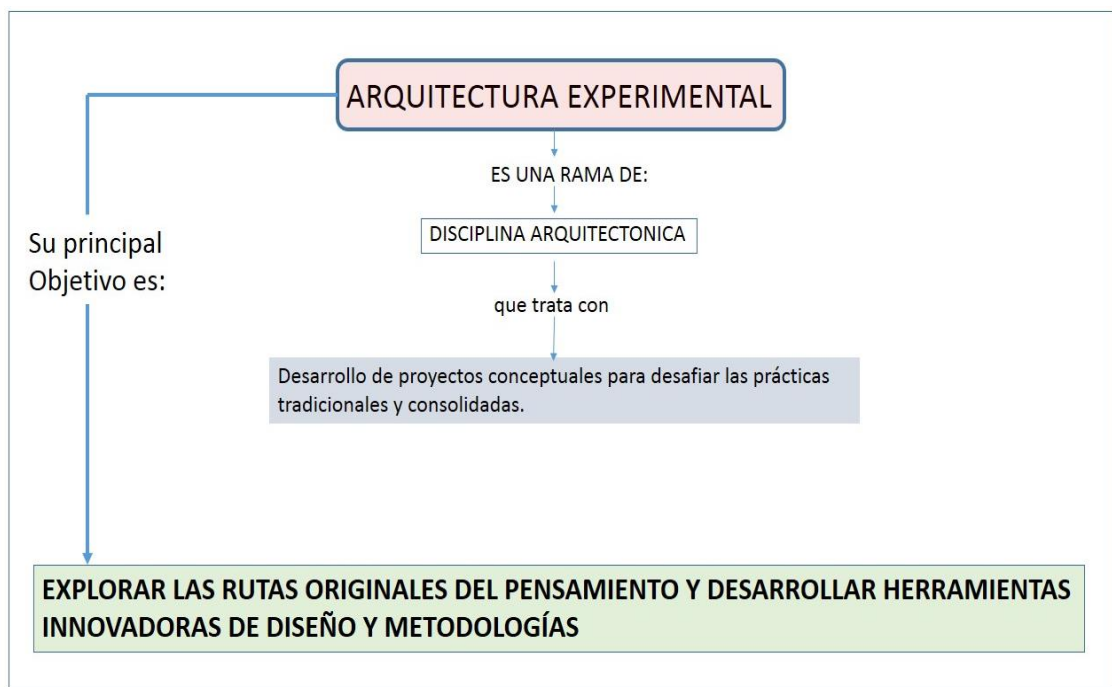 ARQUITECTURA EXPERIMENTAL
ES UNA RAMA DE:
DISCIPLINA ARQUITECTONICA
que trata con
Desarrollo de proyectos conceptuales para desafiar las prácticas
tradicionales y consolidadas.
Su principal
Objetivo es:
EXPLORAR LAS RUTAS ORIGINALES DEL PENSAMIENTO Y DESARROLLAR HERRAMIENTAS
INNOVADORAS DE DISEÑO Y METODOLOGÍAS